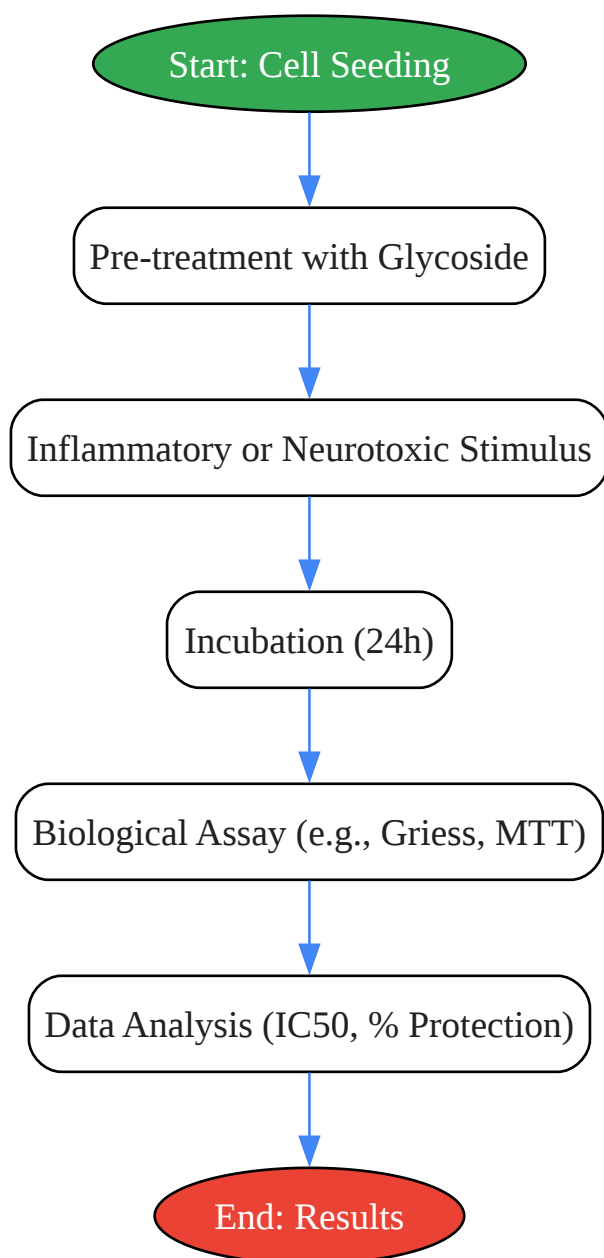 Start: Cell Seeding
Pre-treatment with Glycoside
Inflammatory or Neurotoxic Stimulus
Incubation (24h)
Biological Assay (e.g., Griess, MTT)
Data Analysis (IC50, % Protection)
End: Results